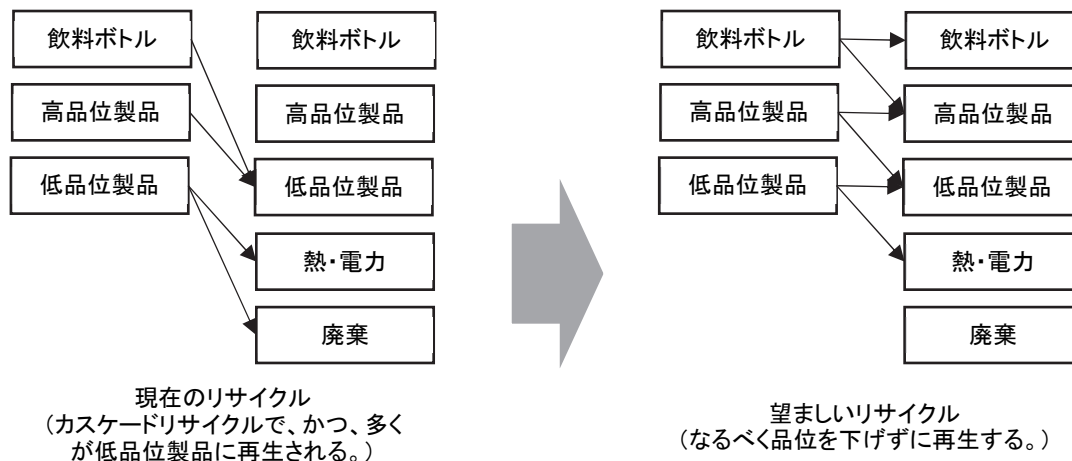 飲料ボトル
高品位製品
低品位製品
飲料ボトル
高品位製品
低品位製品
熱・電力
廃棄
現在のリサイクル
（カスケードリサイクルで、かつ、多く
が低品位製品に再生される。）
飲料ボトル
高品位製品
低品位製品
飲料ボトル
高品位製品
低品位製品
熱・電力
廃棄
望ましいリサイクル
（なるべく品位を下げずに再生する。）